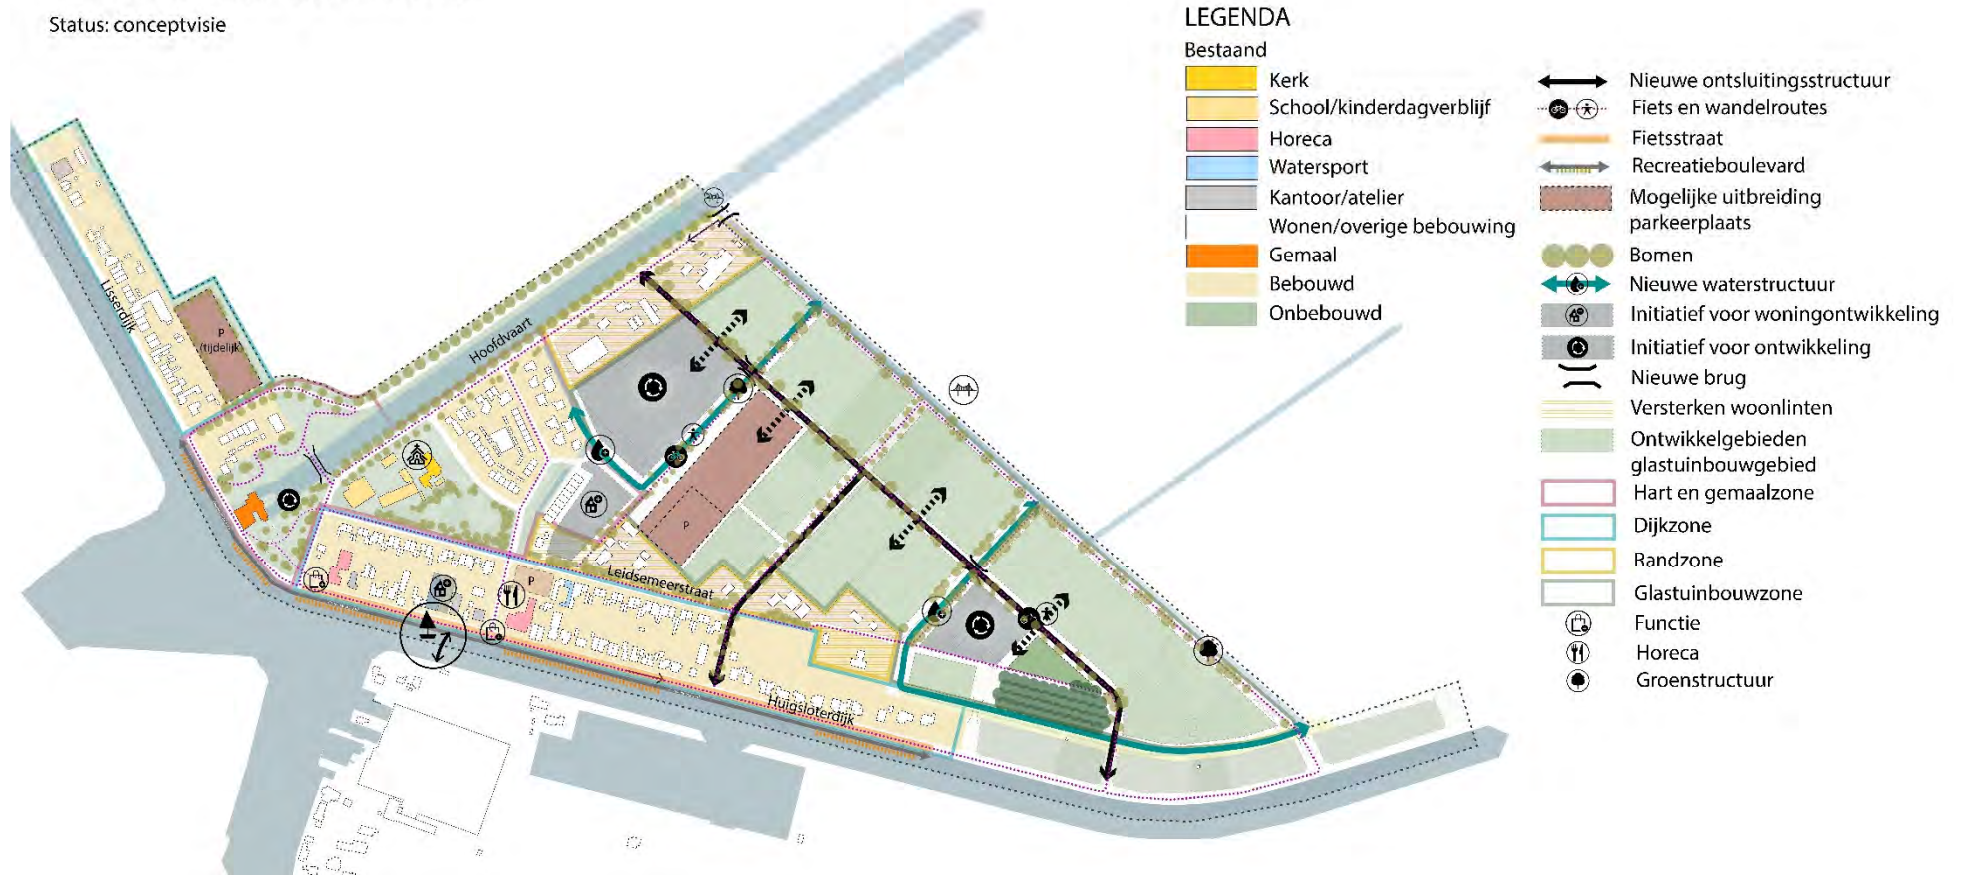 Status: conceptvisie
LEGENDA
Bestaand
Kerk
School/kinderdagverblijf
Horeca
Watersport
Kantoor/atelier
Wonen/overige bebouwing
Gemaal
Bebouwd
Onbebouwd
Nieuwe ontsluitingsstructuur
Fiets en wandelroutes
Fietsstraat
Recreatieboulevard
Mogelijke uitbreiding
parkeerplaats
Bomen
Nieuwe waterstructuur
Initiatief voor woningontwikkeling
Initiatief voor ontwikkeling
Nieuwe brug
Versterken woonlinten
Ontwikkelgebieden
glastuinbouwgebied
Hart en gemaalzone
Dijkzone
Randzone
Glastuinbouwzone
Functie
Horeca
Groenstructuur
Lisserdijk
P
(tijdelijk)
Hoofdvaart
P
P
Leidsemeerstraat
Huigsloterdijk